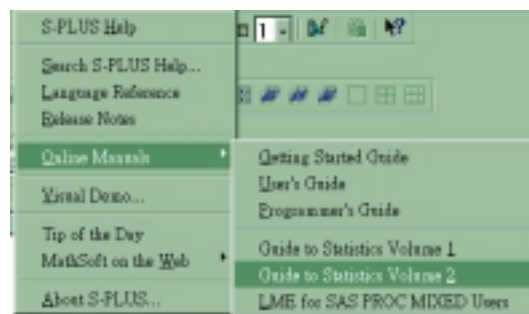 S-PLUS Help
1
Search S-PLUS Help...
Language Reference
Release Notes
Online Manuals
Getting Started Guide
User's Guide
Visual Demo...
Programmer's Guide
Tip of the Day
Guide to Statistics Volume 1
MathSoft on the Web
Guide to Statistics Volume 2
About S-PLUS...
LME for SAS PROC MIXED Users